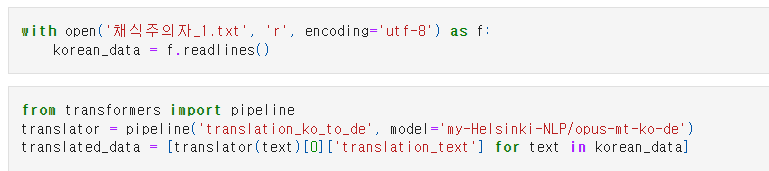 with open('채식주의자_1.txt', 'r', encoding='utf-8') as f:
    korean_data = f.readlines()
from transformers import pipeline
translator = pipeline('translation_ko_to_de', model='my-Helsinki-NLP/opus-mt-ko-de')
translated_data = [translator(text)[0]['translation_text'] for text in korean_data]